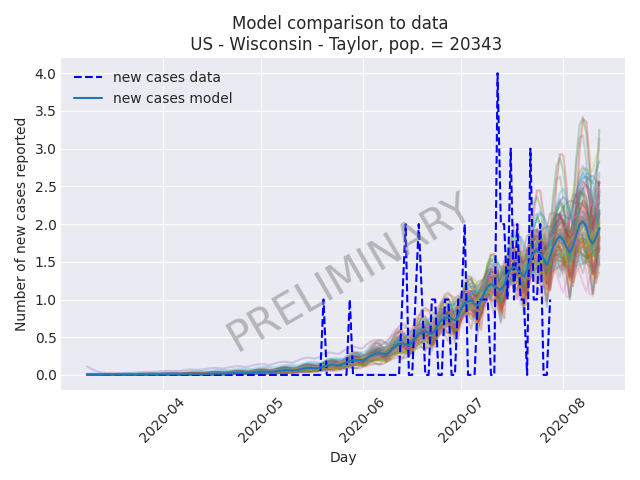 Model comparison to data
US - Wisconsin - Taylor, pop. = 20343
new cases data
new cases model
Number of new cases reported
4.0
3.5
3.0
2.5
2.0
1.5
1.0
0.5
0.0
PRELIMINARY
2020-04
2020-05
2020-06
2020-07
2020-08
Day